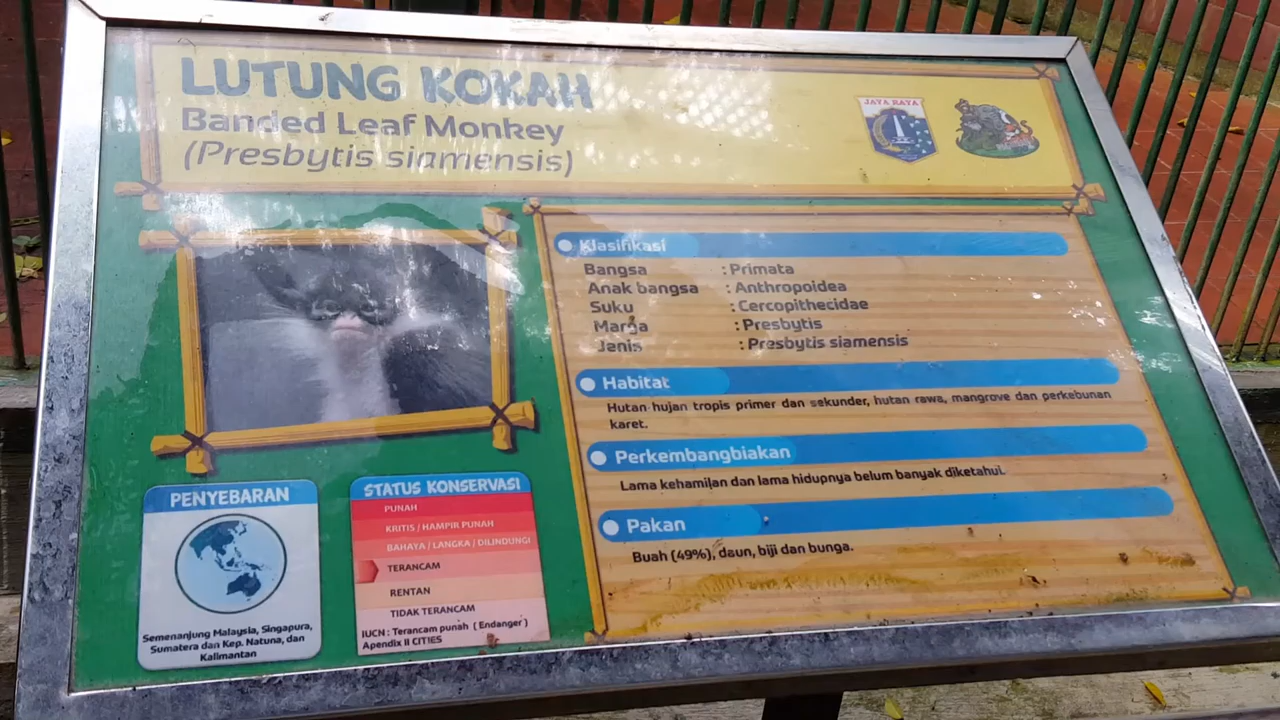 LUTUNG KOKAH
Banded Leaf Monkey
(Presbytis siamensis)
JAYA RAYA
Klasifikasi
Bangsa : Primata
Anak bangsa : Anthropoidea
Suku : Cercopithecidae
Marga : Presbytis
Jenis : Presbytis siamensis
Habitat
Hutan hujan tropis primer dan sekunder, hutan rawa, mangrove dan perkebunan
karet.
Perkembangbiakan
Lama kehamilan dan lama hidupnya belum banyak diketahui.
Pakan
Buah (49%), daun, biji dan bunga.
PENYEBARAN
Semenanjung Malaysia, Singapura,
Sumatera dan Kep. Natuna, dan
Kalimantan
STATUS KONSERVASI
PUNAH
KRITIS / HAMPIR PUNAH
BAHAYA / LANGKA / DILINDUNGI
TERANCAM
RENTAN
TIDAK TERANCAM
IUCN : Terancam punah ( Endanger )
Apendix II CITIES